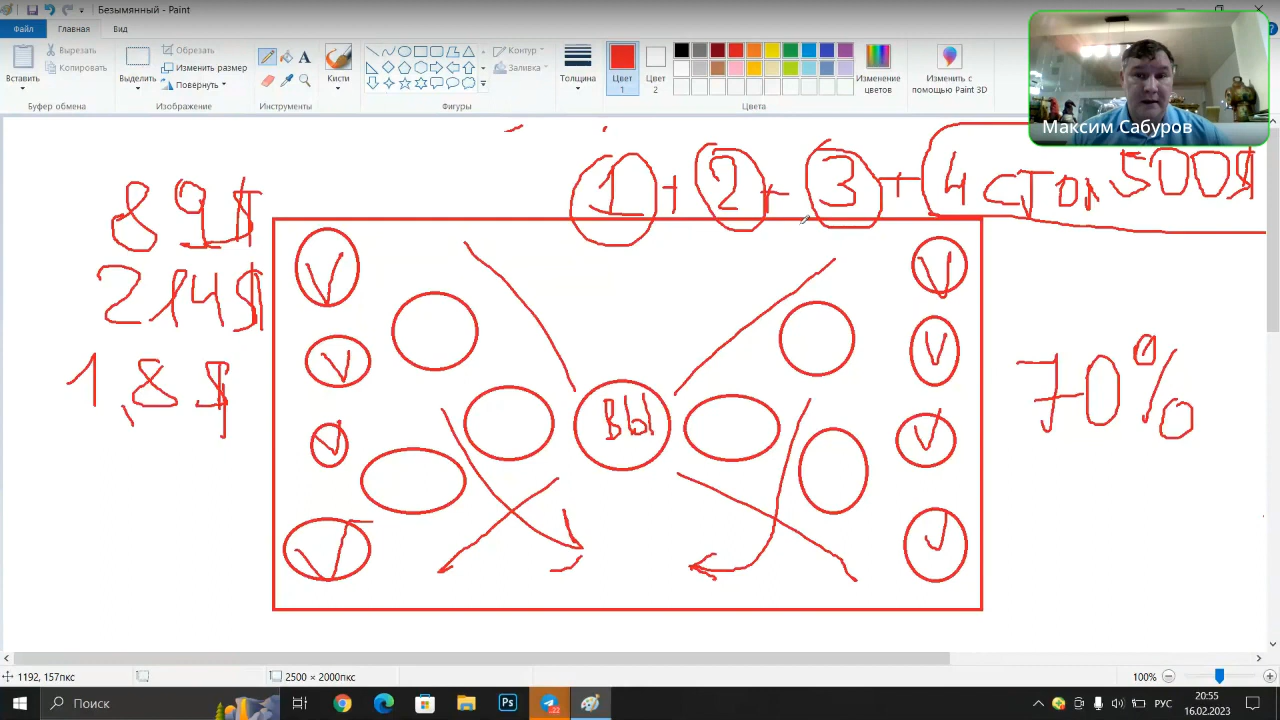 Безымянный - Paint
Файл Главная Вид
Вставить
Вырезать
Копировать
Буфер обмена
Выделить
Обрезать
Изменить размер
Повернуть
Изображение
Инструменты
Кисти
Контур
Заливка
Фигуры
Толщина
Цвет 1
Цвет 2
Изменение цветов
Цвета
Изменить с помощью Paint 3D
Максим Сабуров
1 + 2 + 3 + 4 СТОЛ 500$
89$
214$
1,8$
V V
V V
ВЫ
V V
V V
70%
1192, 157пкс
2500 × 2000пкс
100%
Поиск
Ps
22
РУС
20:55
16.02.2023